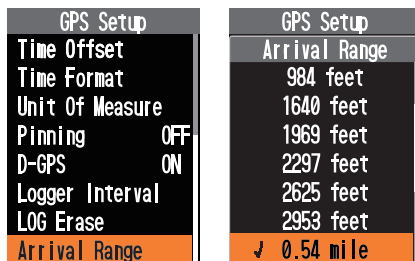 GPS Setup
Time Offset
Time Format
Unit Of Measure
Pinning OFF
D-GPS ON
Logger Interval
LOG Erase
Arrival Range
GPS Setup
Arrival Range
984 feet
1640 feet
1969 feet
2297 feet
2625 feet
2953 feet
✓ 0.54 mile